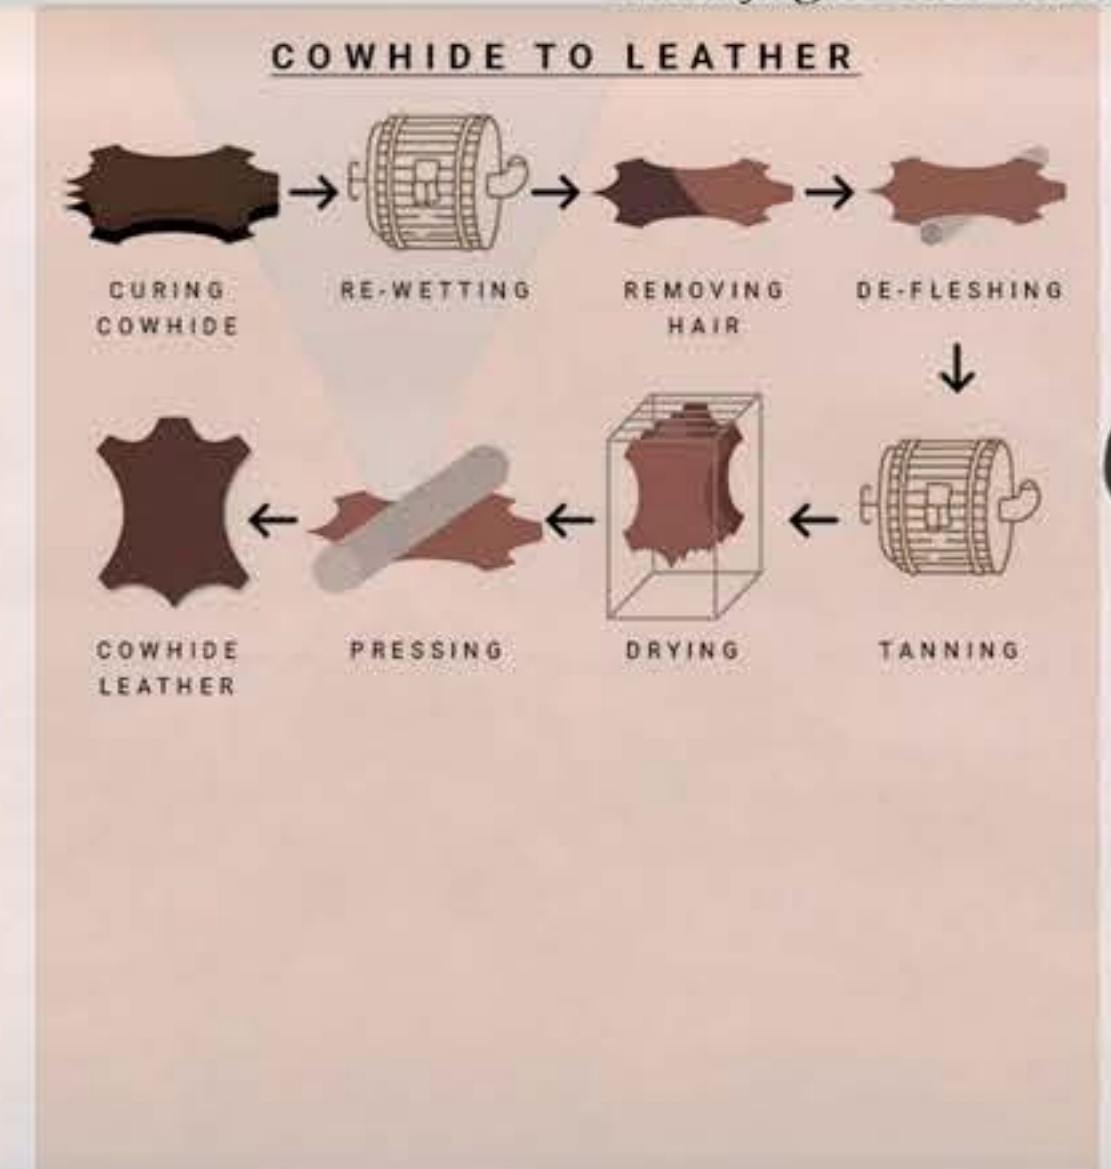 COWHIDE TO LEATHER
CURING
COWHIDE
RE-WETTING
REMOVING
HAIR
DE-FLESHING
COWHIDE
LEATHER
PRESSING
DRYING
TANNING